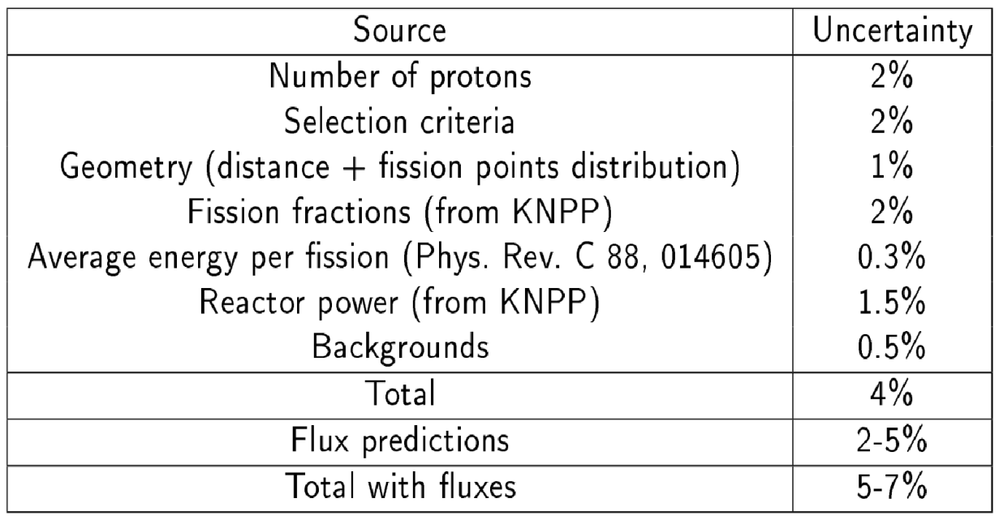 Source Uncertainty
Number of protons 2%
Selection criteria 2%
Geometry (distance + fission points distribution) 1%
Fission fractions (from KNPP) 2%
Average energy per fission (Phys. Rev. C 88, 014605) 0.3%
Reactor power (from KNPP) 1.5%
Backgrounds 0.5%
Total 4%
Flux predictions 2-5%
Total with fluxes 5-7%